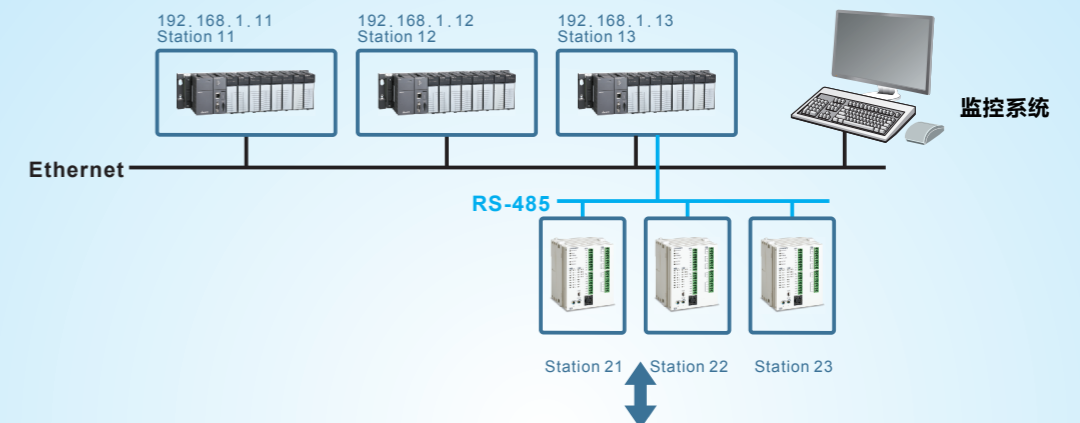 192.168.1.11
Station 11
192.168.1.12
Station 12
192.168.1.13
Station 13
监控系统
Ethernet
RS-485
Station 21
Station 22
Station 23